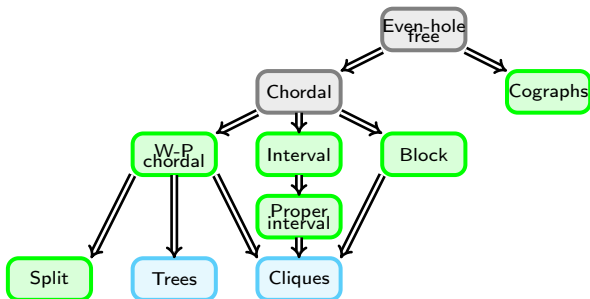 Even-hole
free
Chordal
Cographs
W-P
chordal
Interval
Block
Proper
interval
Split
Trees
Cliques